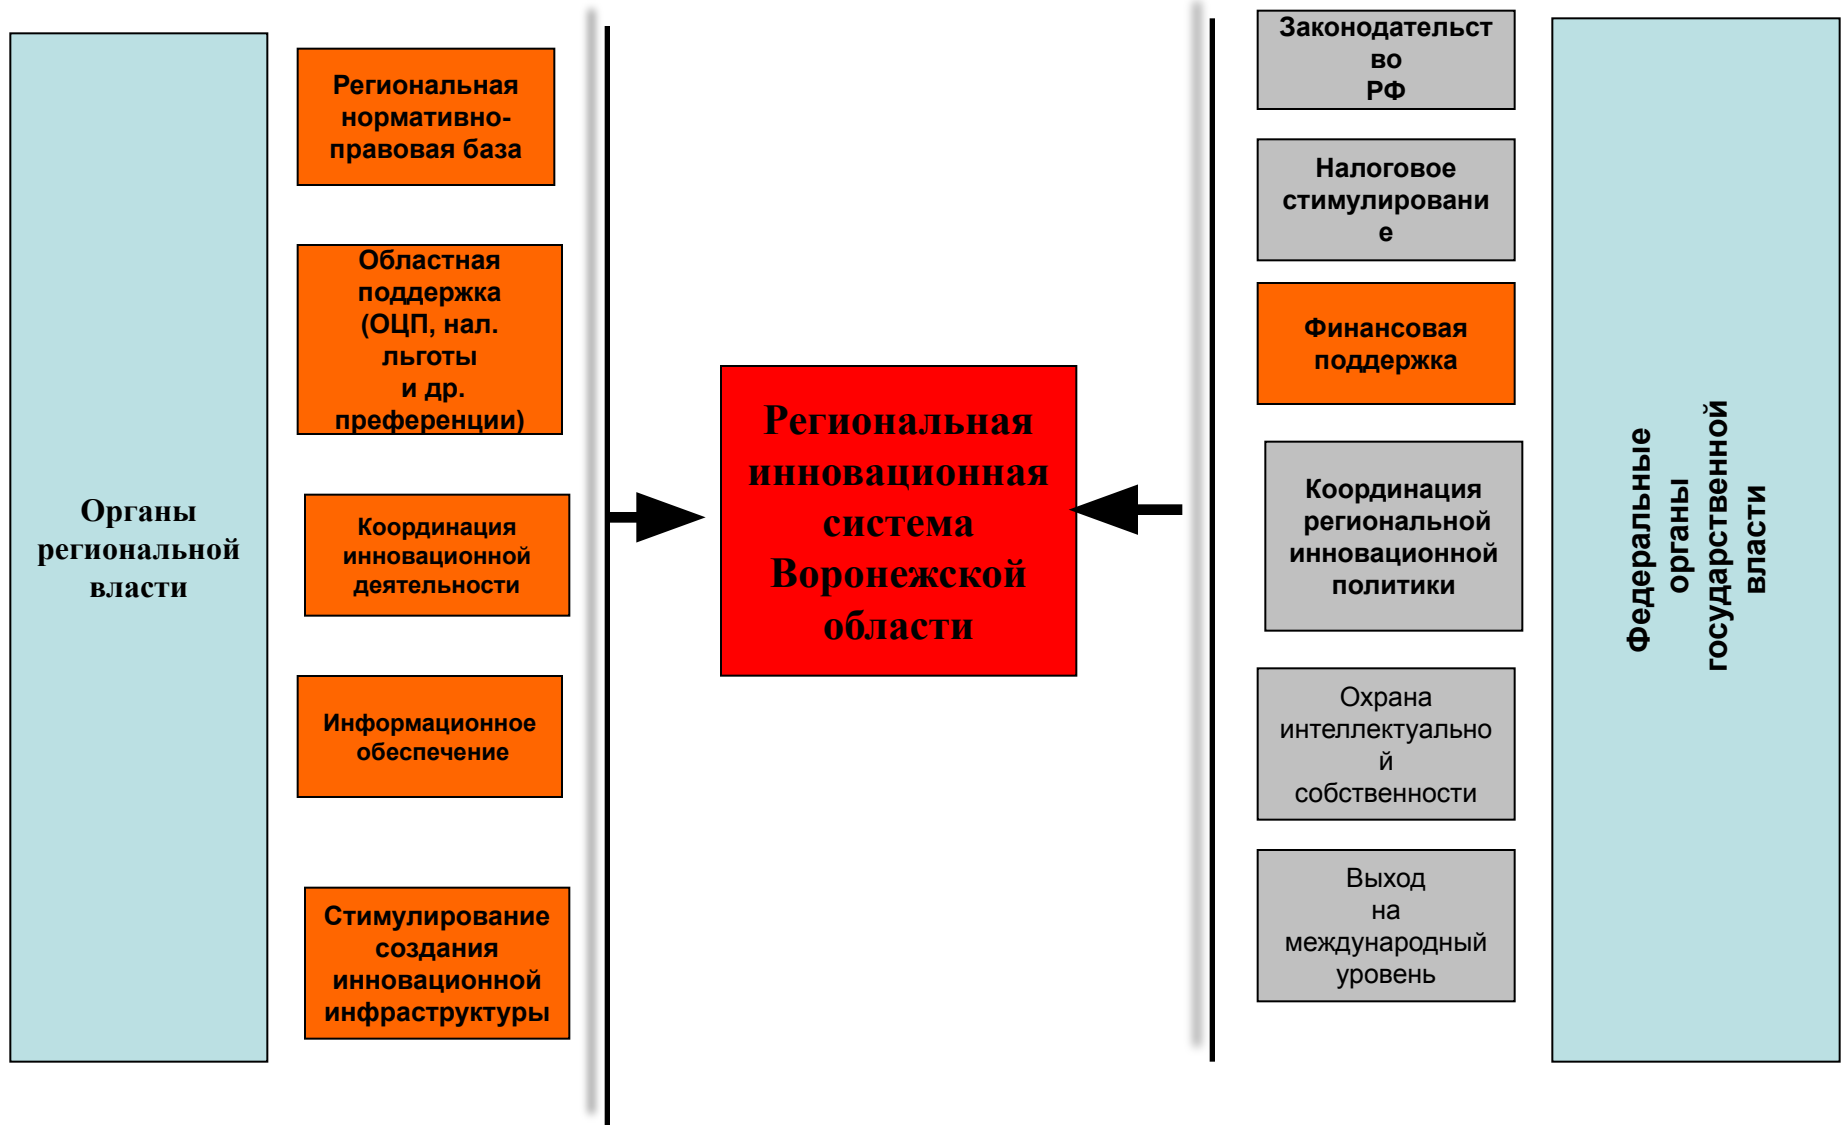 Органы
региональной
власти
Региональная
нормативно-
правовая база
Областная
поддержка
(ОЦП, нал.
льготы
и др.
преференции)
Координация
инновационной
деятельности
Информационное
обеспечение
Стимулирование
создания
инновационной
инфраструктуры
Региональная
инновационная
система
Воронежской
области
Законодательст
во
РФ
Налоговое
стимулировани
е
Финансовая
поддержка
Координация
региональной
инновационной
политики
Охрана
интеллектуально
й
собственности
Выход
на
международный
уровень
Федеральные
органы
государственной
власти